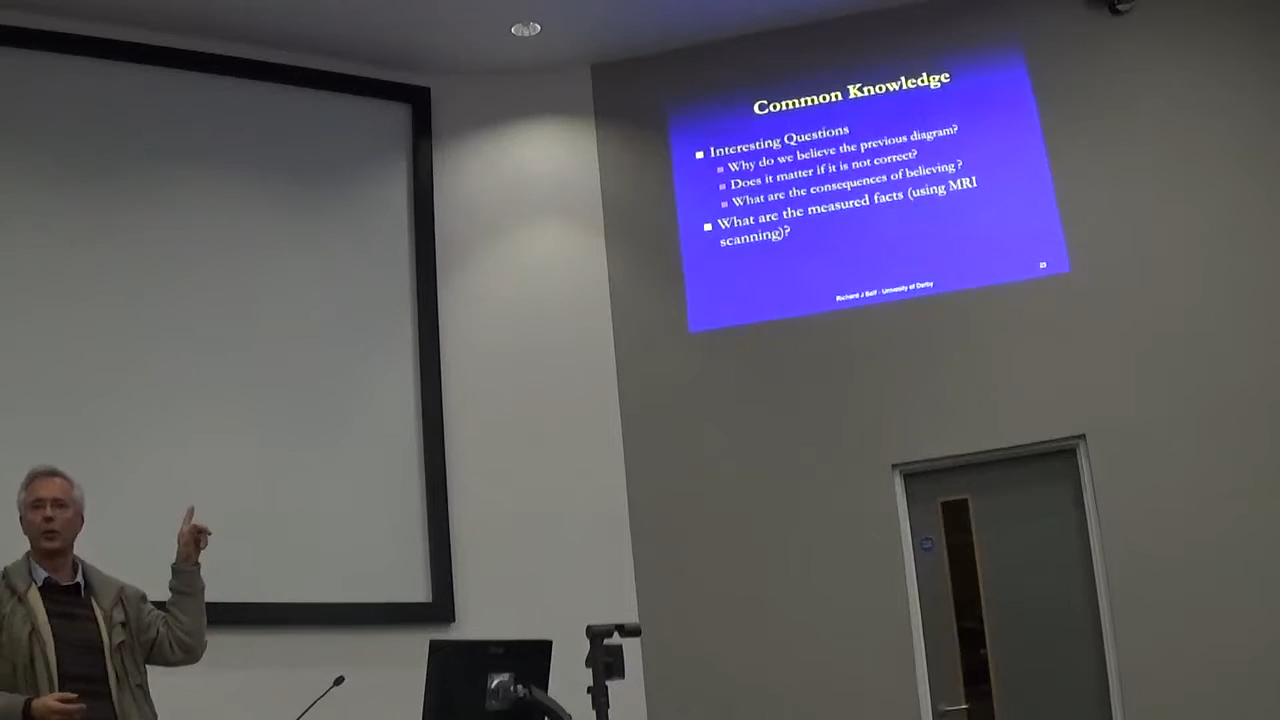 Common Knowledge
Interesting Questions
Why do we believe the previous diagram?
Does it matter if it is not correct?
What are the consequences of believing ?
What are the measured facts (using MRI
scanning)?
23
Richard J Self - University of Derby